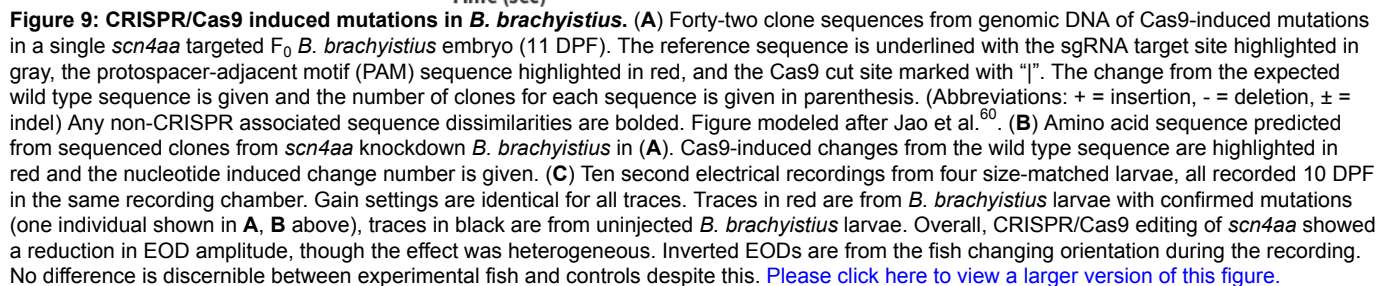 Time (sec)
Figure 9: CRISPR/Cas9 induced mutations in B. brachyistius. (A) Forty-two clone sequences from genomic DNA of Cas9-induced mutations
in a single scn4aa targeted F0 B. brachyistius embryo (11 DPF). The reference sequence is underlined with the sgRNA target site highlighted in
gray, the protospacer-adjacent motif (PAM) sequence highlighted in red, and the Cas9 cut site marked with "|". The change from the expected
wild type sequence is given and the number of clones for each sequence is given in parenthesis. (Abbreviations: + = insertion, - = deletion, ± =
indel) Any non-CRISPR associated sequence dissimilarities are bolded. Figure modeled after Jao et al.60. (B) Amino acid sequence predicted
from sequenced clones from scn4aa knockdown B. brachyistius in (A). Cas9-induced changes from the wild type sequence are highlighted in
red and the nucleotide induced change number is given. (C) Ten second electrical recordings from four size-matched larvae, all recorded 10 DPF
in the same recording chamber. Gain settings are identical for all traces. Traces in red are from B. brachyistius larvae with confirmed mutations
(one individual shown in A, B above), traces in black are from uninjected B. brachyistius larvae. Overall, CRISPR/Cas9 editing of scn4aa showed
a reduction in EOD amplitude, though the effect was heterogeneous. Inverted EODs are from the fish changing orientation during the recording.
No difference is discernible between experimental fish and controls despite this. Please click here to view a larger version of this figure.